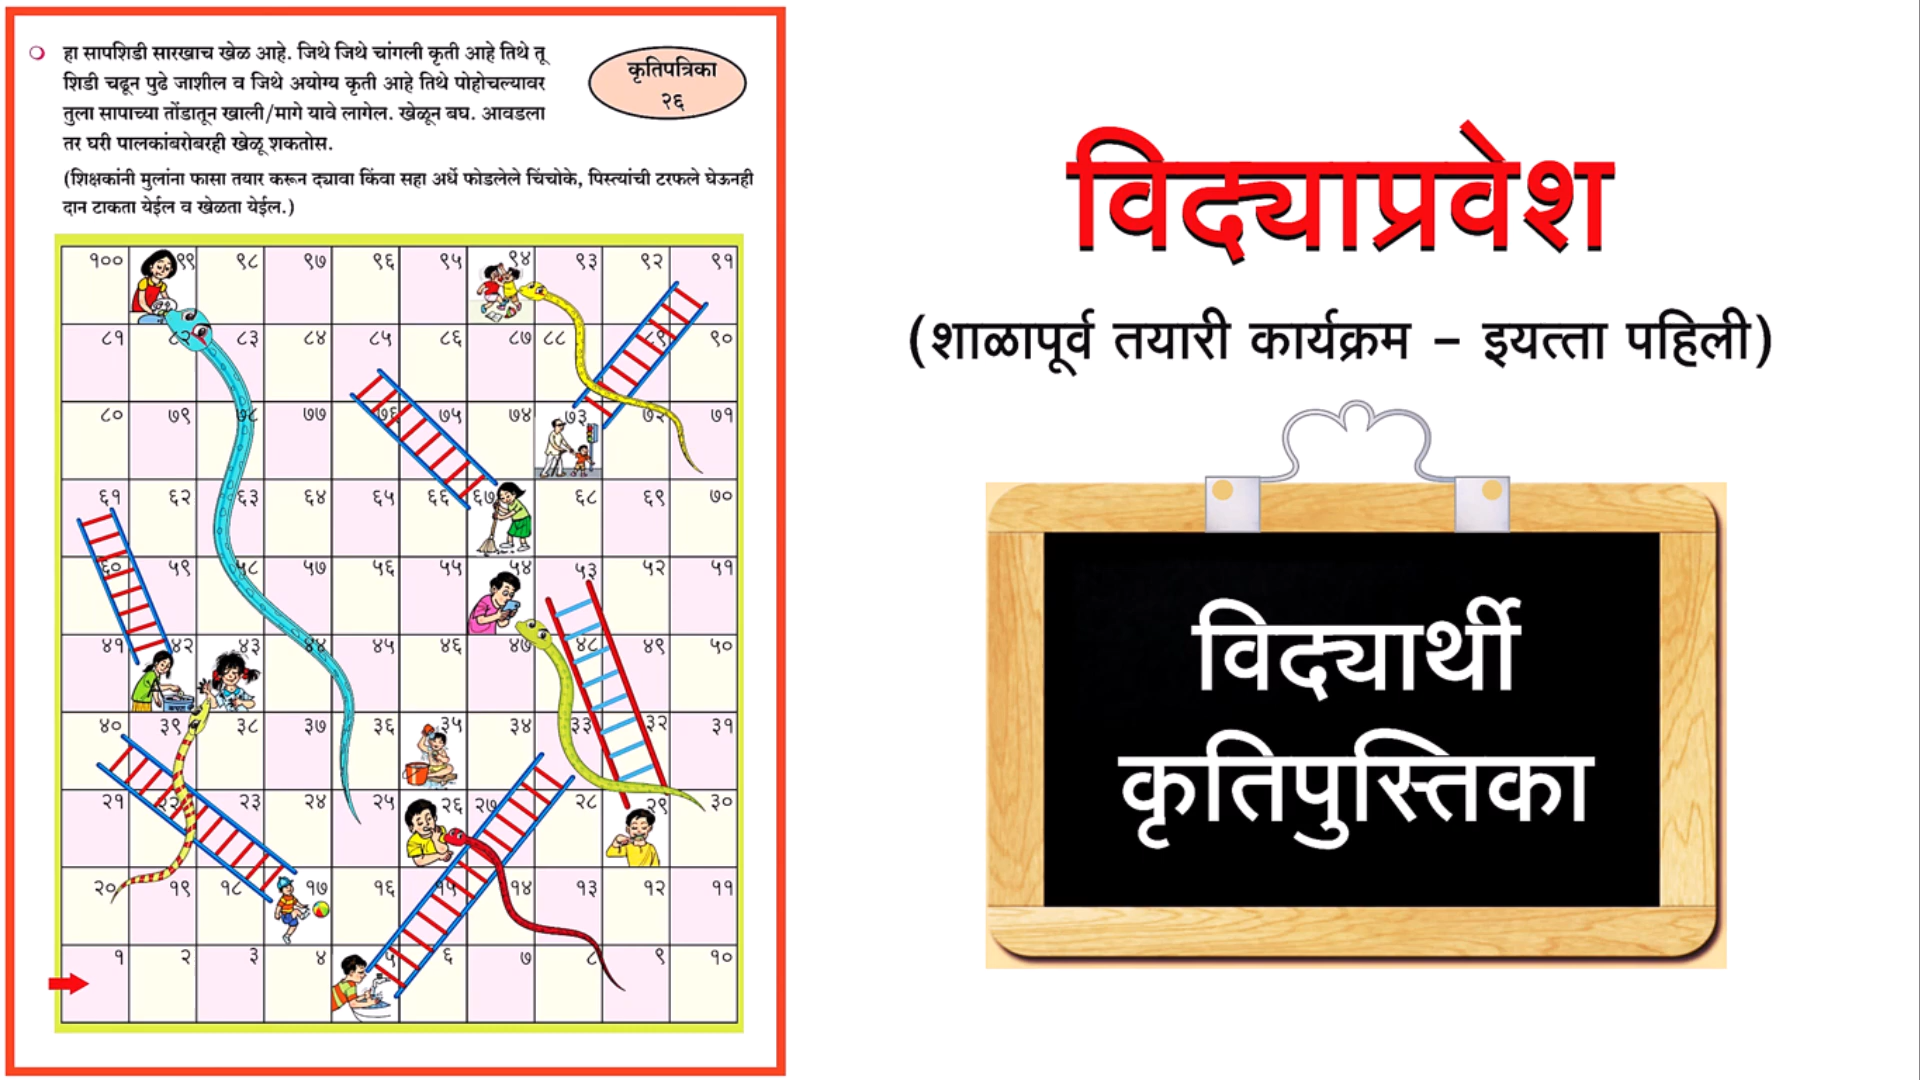 हा सापशिडी सारखाच खेळ आहे. जिथे जिथे चांगली कृती आहे तिथे तू
शिडी चढून पुढे जाशील व जिथे अयोग्य कृती आहे तिथे पोहोचल्यावर
तुला सापाच्या तोंडातून खाली/मागे यावे लागेल. खेळून बघ. आवडला
तर घरी पालकांबरोबरही खेळू शकतोस.
(शिक्षकांनी मुलांना फासा तयार करून द्यावा किंवा सहा अर्धे फोडलेले चिंचोके, पिस्त्यांची टरफले घेऊनही
दान टाकता येईल व खेळता येईल.)
कृतिपत्रिका
२६
१०० ९९ ९८ ९७ ९६ ९५ ९४ ९३ ९२ ९१
८१ ८२ ८३ ८४ ८५ ८६ ८७ ८८ ८९ ९०
८० ७९ ७८ ७७ ७६ ७५ ७४ ७३ ७२ ७१
६१ ६२ ६३ ६४ ६५ ६६ ६७ ६८ ६९ ७०
६० ५९ ५८ ५७ ५६ ५५ ५४ ५३ ५२ ५१
४१ ४२ ४३ ४४ ४५ ४६ ४७ ४८ ४९ ५०
४० ३९ ३८ ३७ ३६ ३५ ३४ ३३ ३२ ३१
२१ २२ २३ २४ २५ २६ २७ २८ २९ ३०
२० १९ १८ १७ १६ १५ १४ १३ १२ ११
१ २ ३ ४ ५ ६ ७ ८ ९ १०
विद्याप्रवेश
(शाळापूर्व तयारी कार्यक्रम – इयत्ता पहिली)
विद्यार्थी
कृतिपुस्तिका